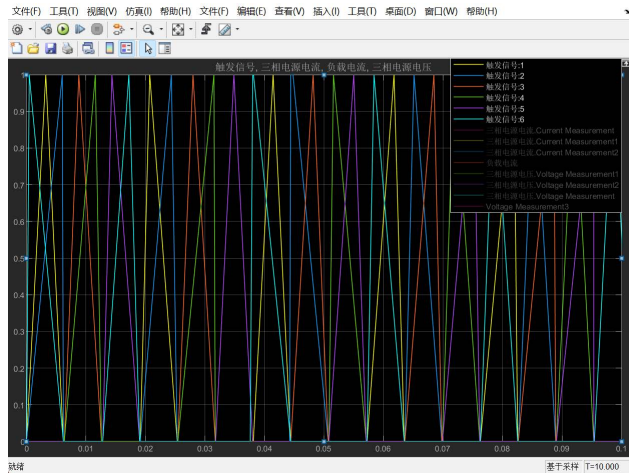 文件(F) 工具(T) 视图(V) 仿真(I) 帮助(H) 文件(F) 编辑(E) 查看(V) 插入(I) 工具(T) 桌面(D) 窗口(W) 帮助(H)
触发信号, 三相电源电流, 负载电流, 三相电源电压
触发信号:1
触发信号:2
触发信号:3
触发信号:4
触发信号:5
触发信号:6
三相电源电流.Current Measurement
三相电源电流.Current Measurement1
三相电源电流.Current Measurement2
负载电流
三相电源电压.Voltage Measurement1
三相电源电压.Voltage Measurement2
三相电源电压.Voltage Measurement
Voltage Measurement3
1
0.9
0.8
0.7
0.6
0.5
0.4
0.3
0.2
0.1
0
0 0.01 0.02 0.03 0.04 0.05 0.06 0.07 0.08 0.09 0.1
就绪 基于采样 T=10.000